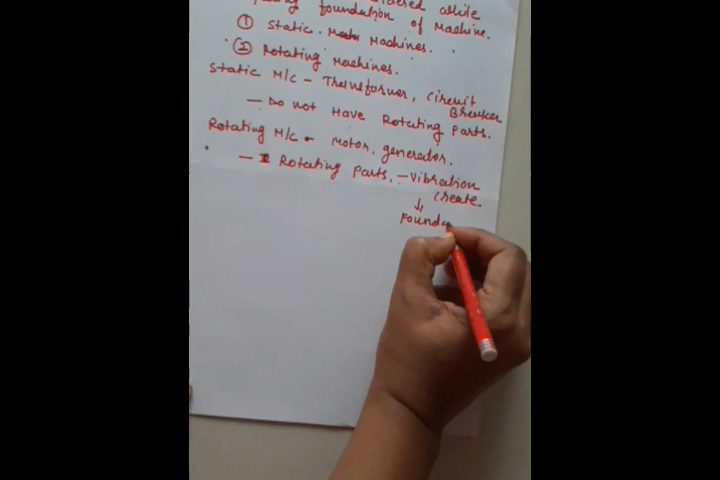 foundation of Machine.
① Static Machines.
② Rotating Machines.
Static M/C - Transformer, Circuit
Breaker
- Do not Have Rotating Parts.
Rotating M/C - Motor, generator.
- Rotating Parts. - Vibration
Create
↓
Found